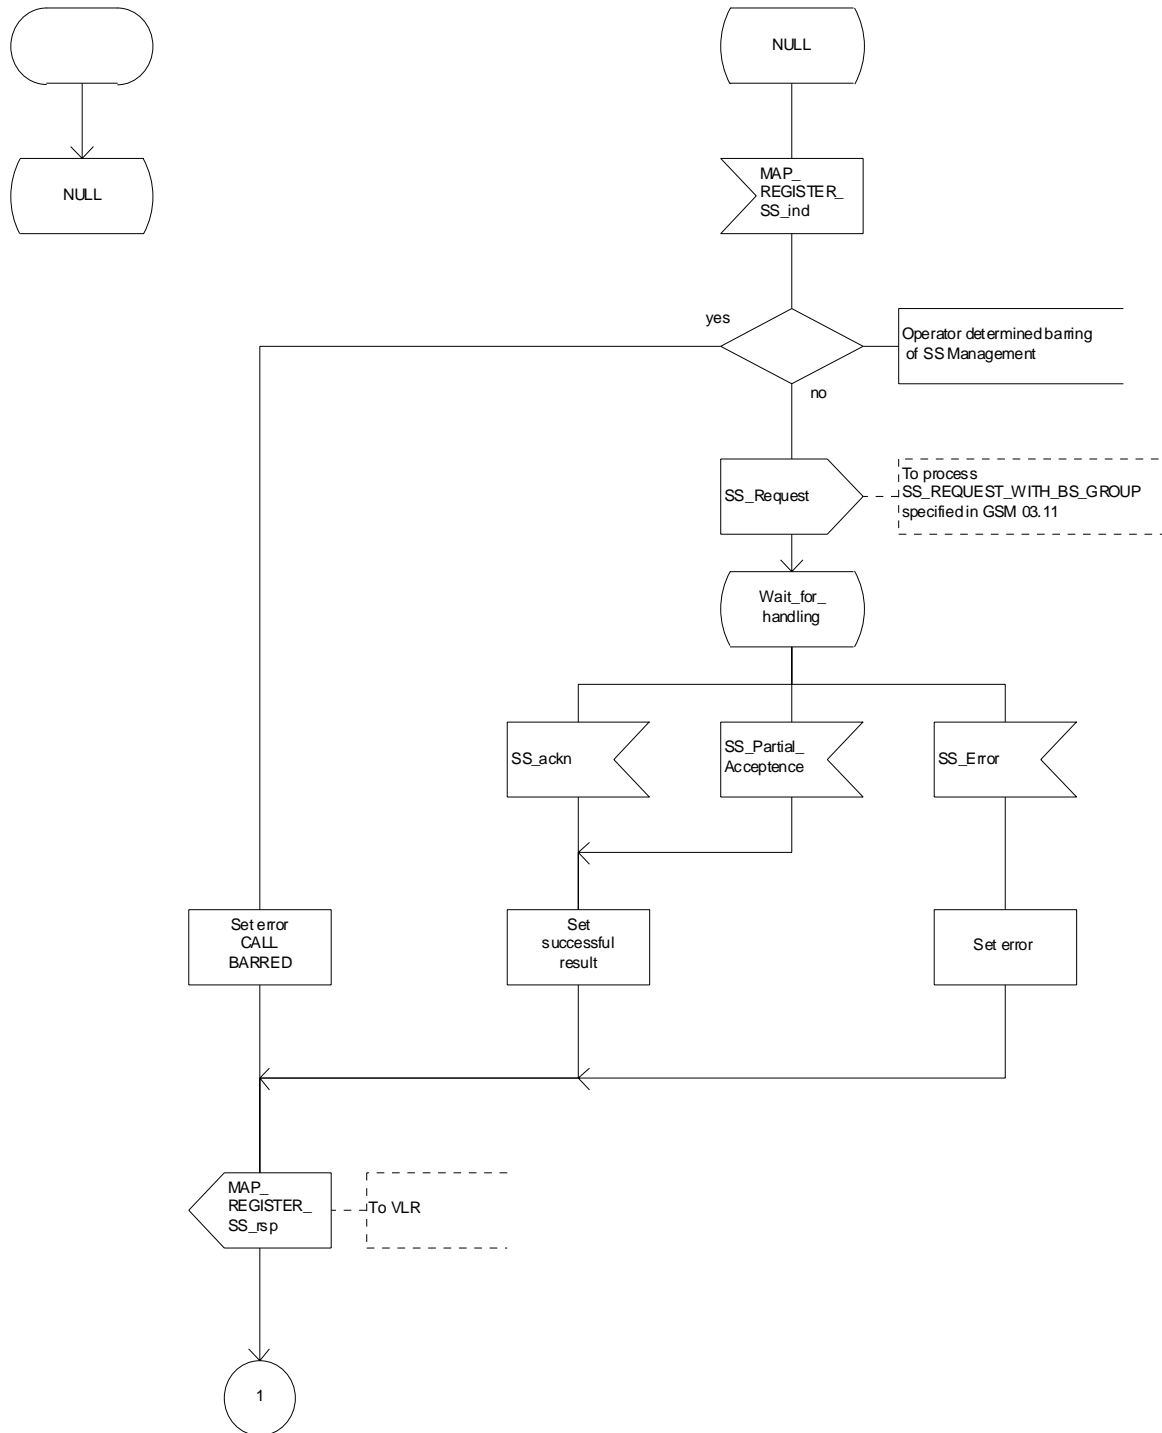 NULL
NULL
MAP_
REGISTER_
SS_ind
yes
Operator determined barring
of SS Management
no
SS_Request
To process
SS_REQUEST_WITH_BS_GROUP
specified in GSM 03.11
Wait_for_
handling
SS_ackn
SS_Partial_
Acceptence
SS_Error
Set error
CALL
BARRED
Set
successful
result
Set error
MAP_
REGISTER_
SS_rsp
To VLR
1